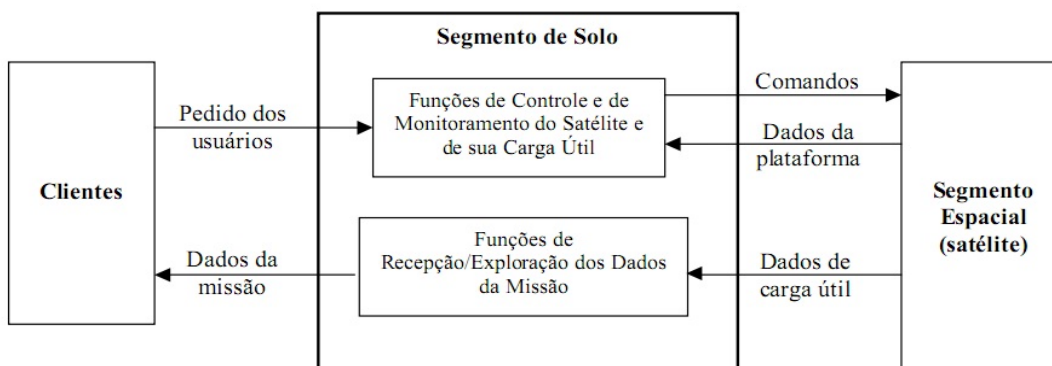 Segmento de Solo
Clientes
Pedido dos
usuários
Funções de Controle e de
Monitoramento do Satélite e
de sua Carga Útil
Comandos
Dados da
plataforma
Segmento
Espacial
(satélite)
Dados da
missão
Funções de
Recepção/Exploração dos Dados
da Missão
Dados de
carga útil